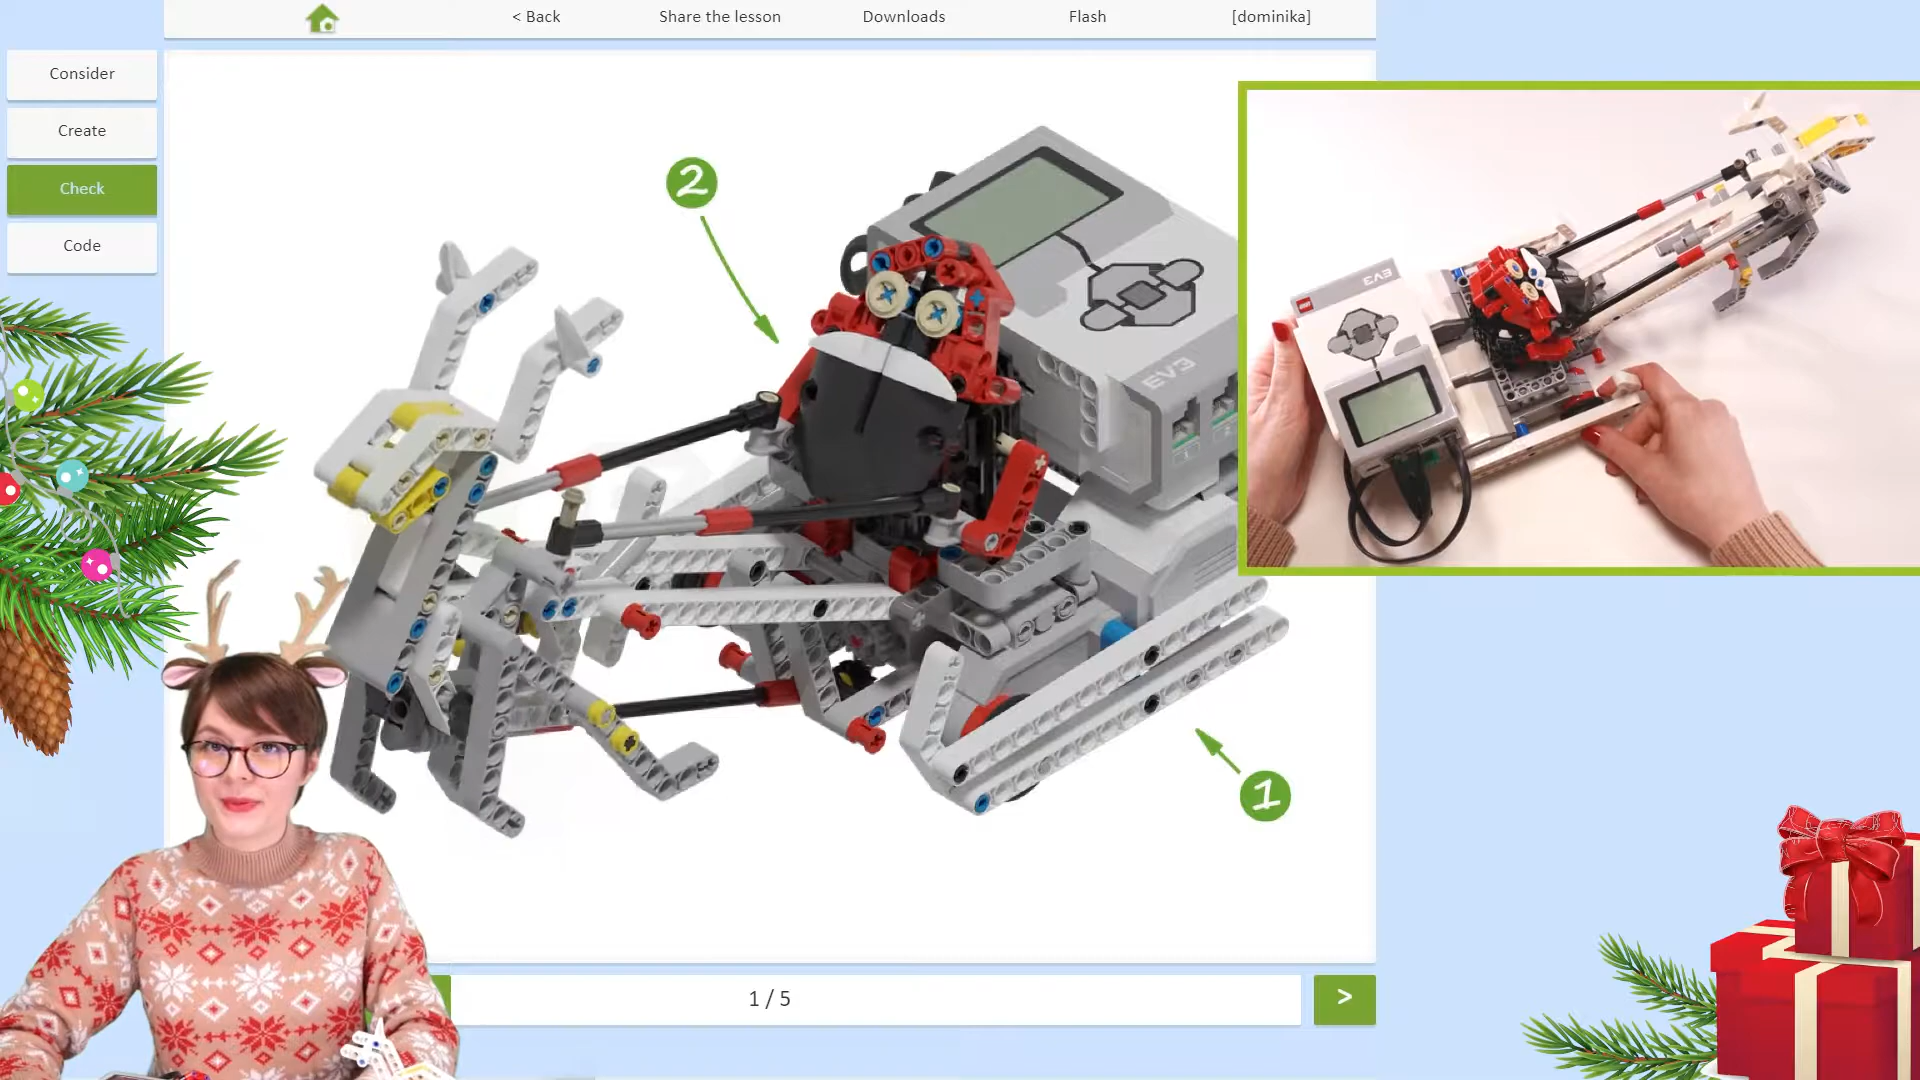 < Back
Share the lesson
Downloads
Flash
[dominika]
Consider
Create
Check
Code
2
EV3
EV3
1
1 / 5
>